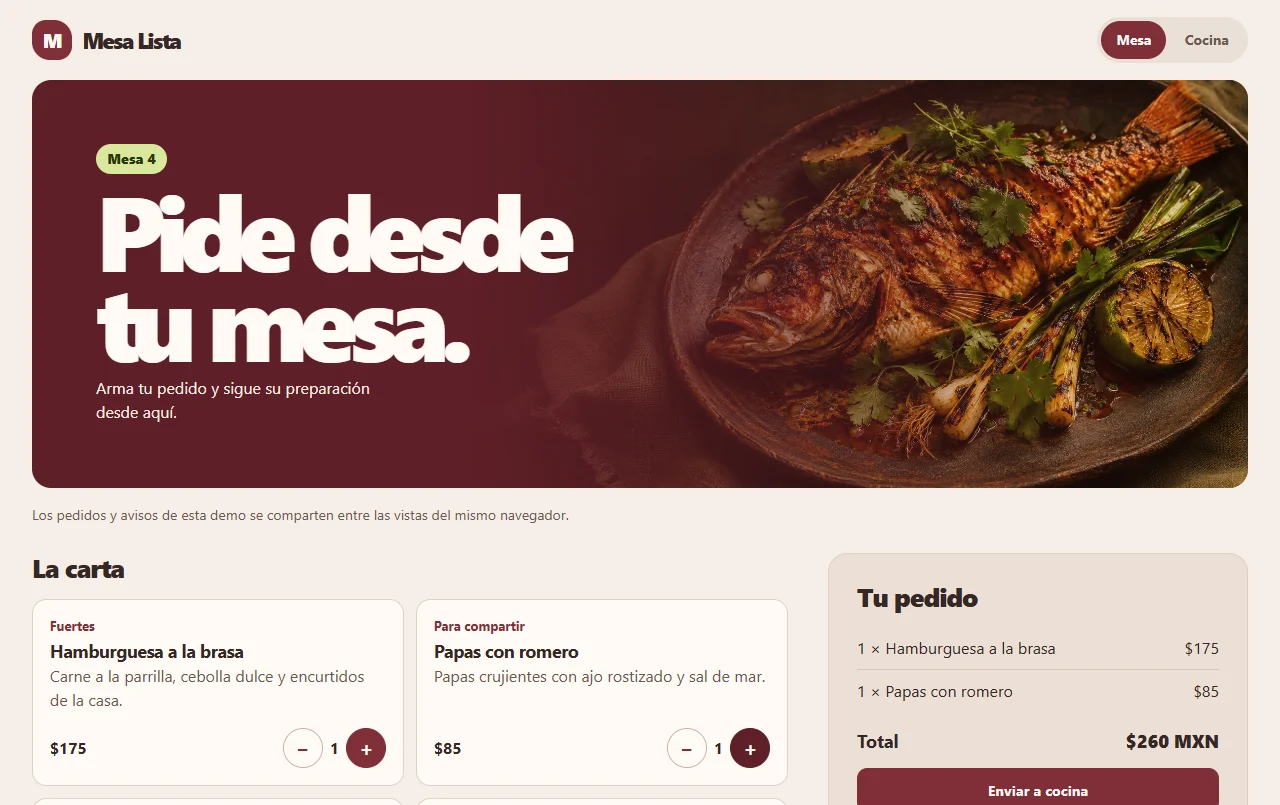 M
Mesa Lista
Mesa
Cocina
Mesa 4
Pide desde
tu mesa.
Arma tu pedido y sigue su preparación
desde aquí.
Los pedidos y avisos de esta demo se comparten entre las vistas del mismo navegador.
La carta
Fuertes
Hamburguesa a la brasa
Carne a la parrilla, cebolla dulce y encurtidos
de la casa.
$175
− 1 +
Para compartir
Papas con romero
Papas crujientes con ajo rostizado y sal de mar.
$85
− 1 +
Tu pedido
1 × Hamburguesa a la brasa $175
1 × Papas con romero $85
Total $260 MXN
Enviar a cocina